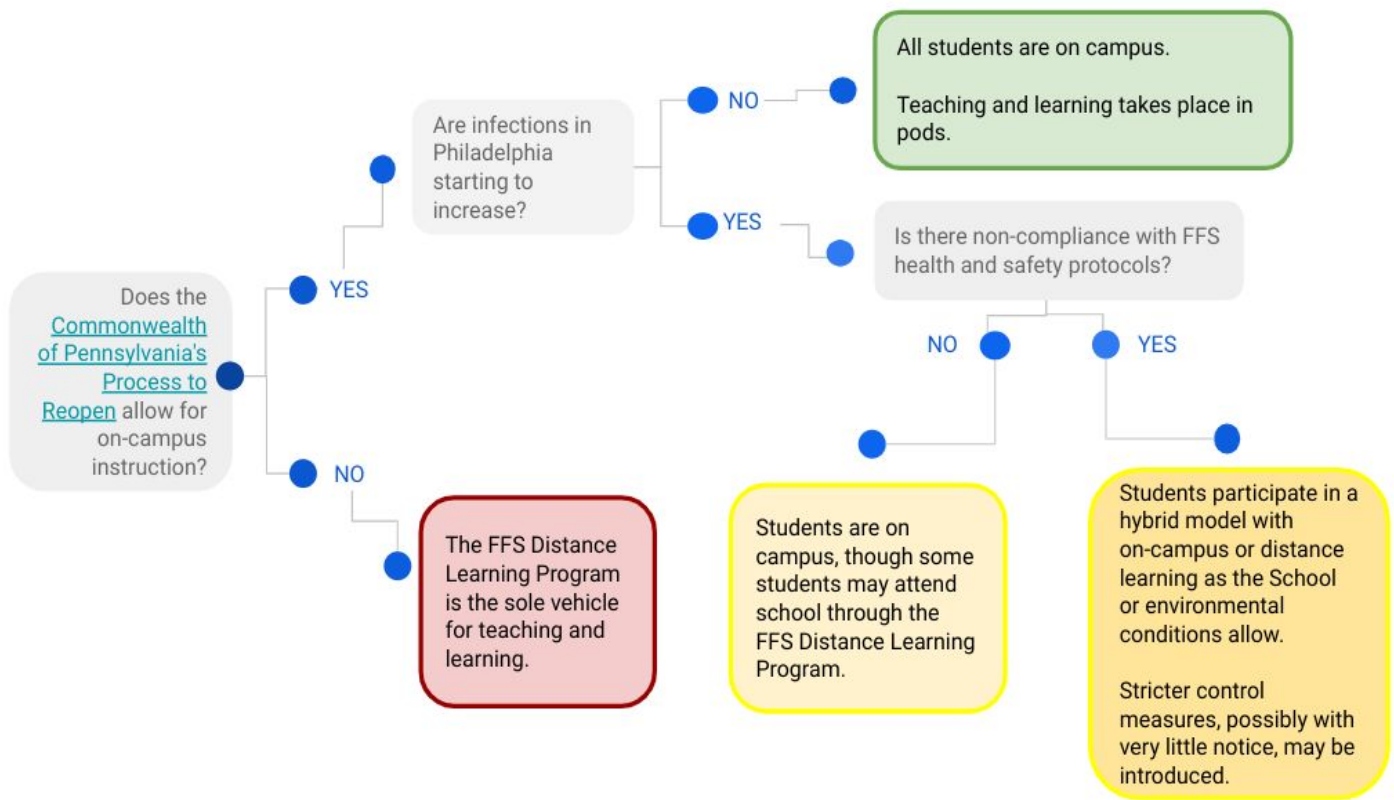 Does the
Commonwealth
of Pennsylvania's
Process to
Reopen allow for
on-campus
instruction?
YES
Are infections in
Philadelphia
starting to
increase?
NO
All students are on campus.
Teaching and learning takes place in
pods.
YES
Is there non-compliance with FFS
health and safety protocols?
NO
Students are on
campus, though some
students may attend
school through the
FFS Distance Learning
Program.
YES
Students participate in a
hybrid model with
on-campus or distance
learning as the School
or environmental
conditions allow.
Stricter control
measures, possibly with
very little notice, may be
introduced.
NO
The FFS Distance
Learning Program
is the sole vehicle
for teaching and
learning.